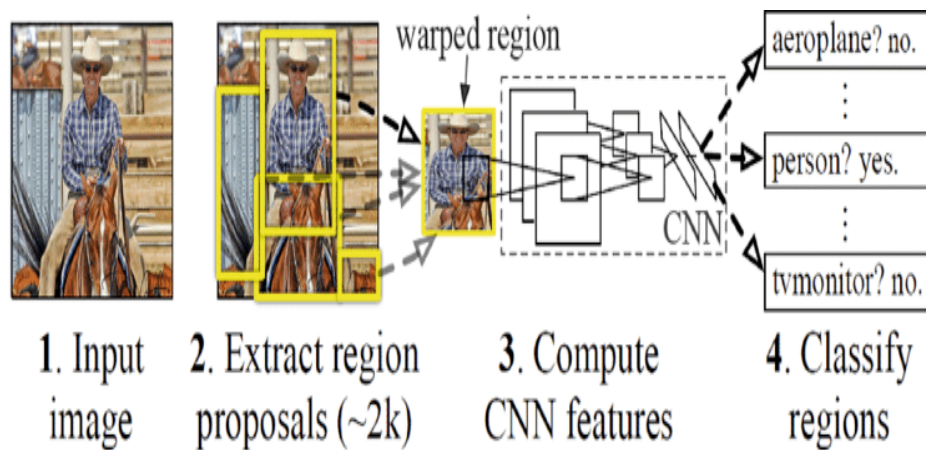 warped region
aeroplane? no.
person? yes.
CNN
tvmonitor? no.
1. Input
image
2. Extract region
proposals (~2k)
3. Compute
CNN features
4. Classify
regions